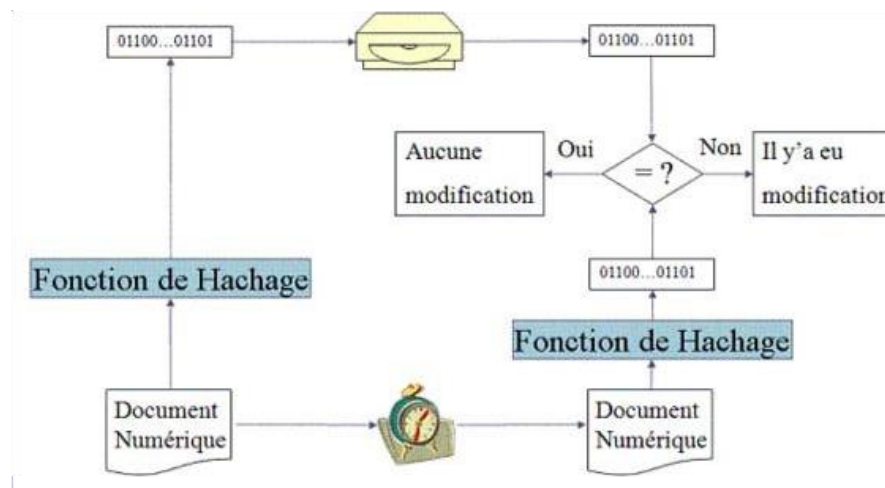 01100...01101
01100...01101
Aucune
modification
Oui
= ?
Non
Il y'a eu
modification
Fonction de Hachage
01100...01101
Fonction de Hachage
Document
Numérique
Document
Numérique